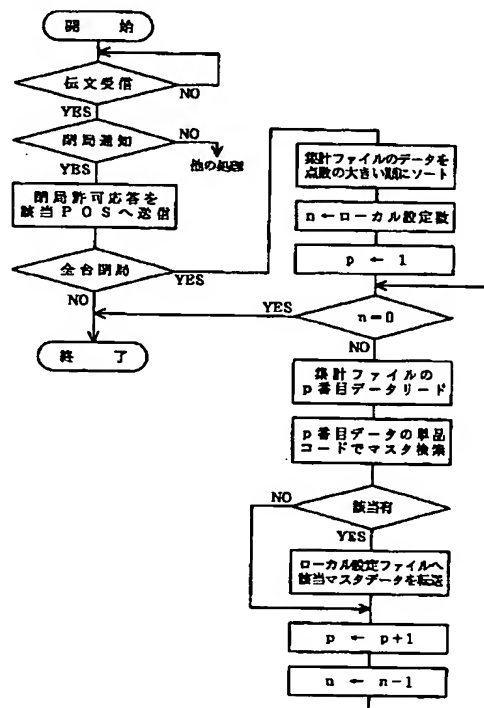 開始
伝文受信
NO
YES
閉局通知
NO
他の処理
YES
閉局許可応答を
該当POSへ送信
全台閉局
YES
NO
終了
集計ファイルのデータを
点数の大きい順にソート
n←ローカル設定数
p ← 1
n=0
YES
NO
集計ファイルの
p番目データリード
p番目データの単品
コードでマスタ検索
該当有
NO
YES
ローカル設定ファイルへ
該当マスタデータを転送
p ← p+1
n ← n-1